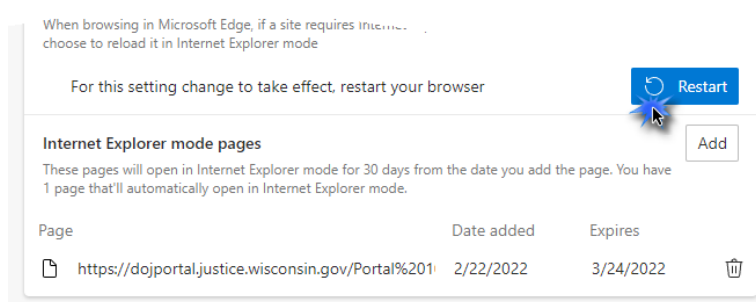 When browsing in Microsoft Edge, if a site requires
choose to reload it in Internet Explorer mode
For this setting change to take effect, restart your browser
Restart
Internet Explorer mode pages
Add
These pages will open in Internet Explorer mode for 30 days from the date you add the page. You have
1 page that'll automatically open in Internet Explorer mode.
Page Date added Expires
https://dojportal.justice.wisconsin.gov/Portal%201 2/22/2022 3/24/2022